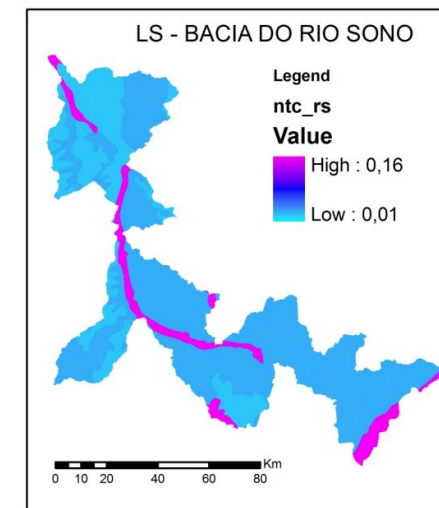 LS - BACIA DO RIO SONO
Legend
ntc_rs
Value
High : 0,16
Low : 0,01
Km
0 10 20 40 60 80